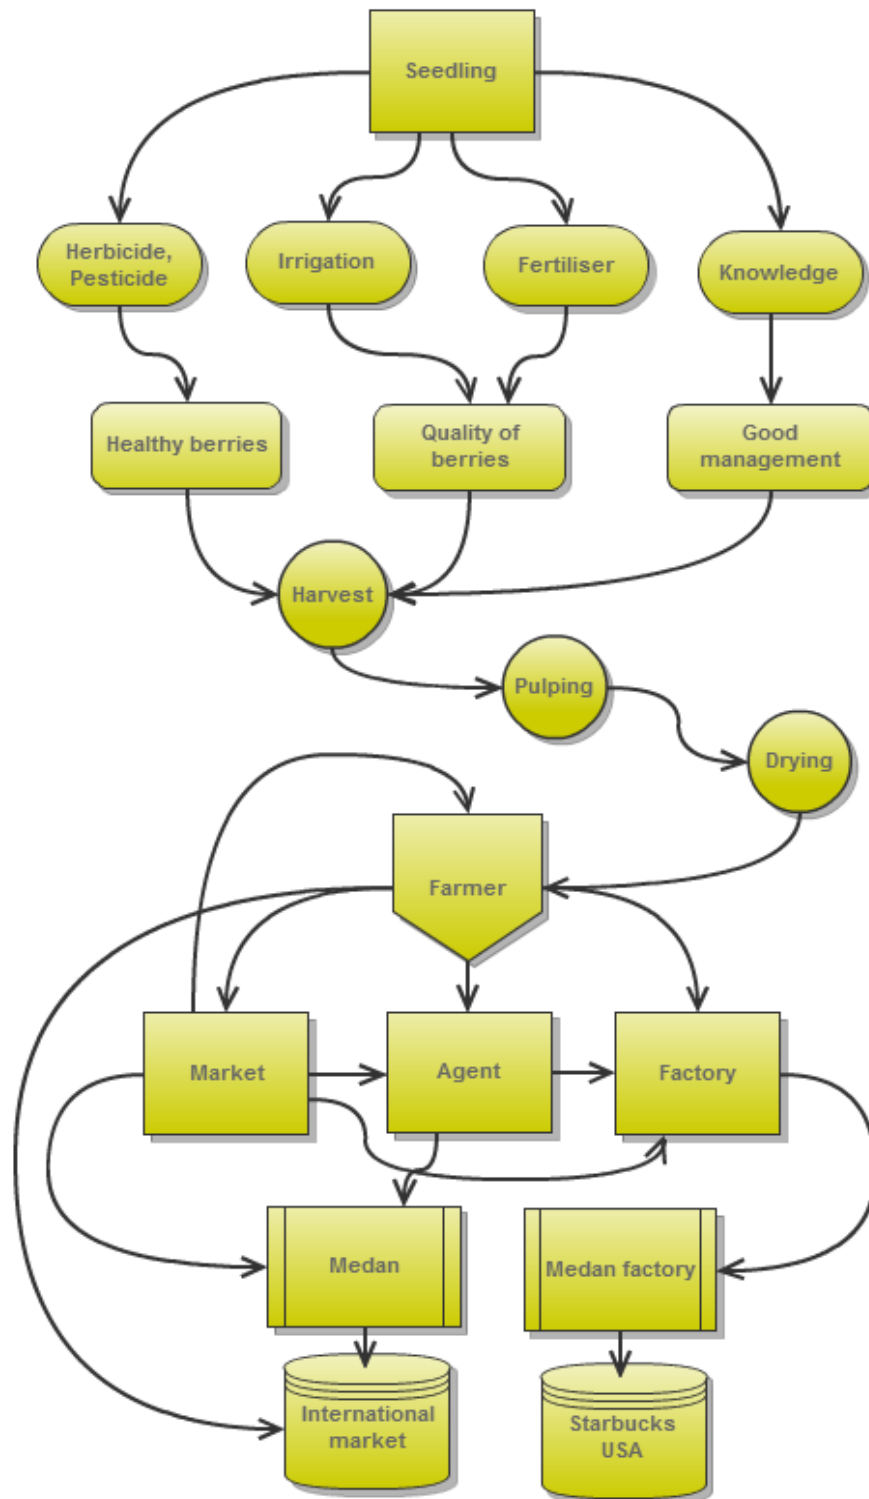 Seedling
Herbicide,
Pesticide
Irrigation
Fertiliser
Knowledge
Healthy berries
Quality of
berries
Good
management
Harvest
Pulping
Drying
Farmer
Market
Agent
Factory
Medan
Medan factory
International
market
Starbucks
USA